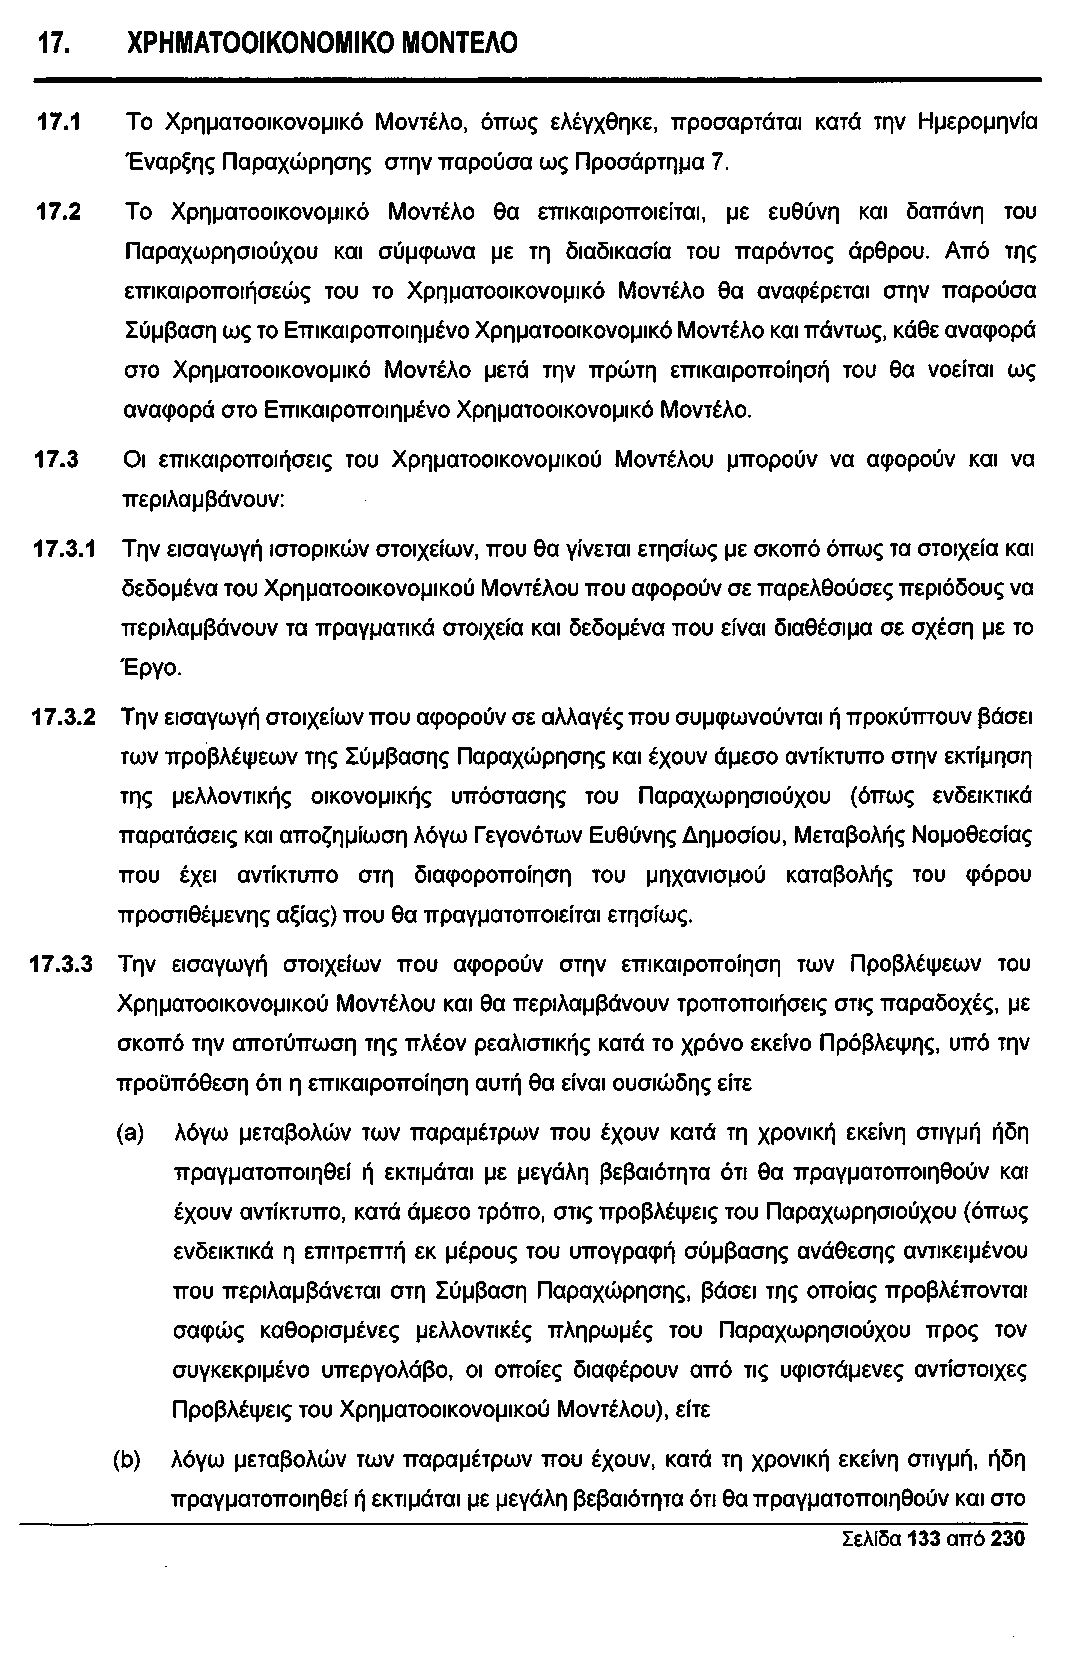 17. ΧΡΗΜΑΤΟΟΙΚΟΝΟΜΙΚΟ ΜΟΝΤΕΛΟ
17.1 Το Χρηματοοικονομικό Μοντέλο, όπως ελέγχθηκε, προσαρτάται κατά την Ημερομηνία
Έναρξης Παραχώρησης στην παρούσα ως Προσάρτημα 7.
17.2 Το Χρηματοοικονομικό Μοντέλο θα επικαιροποιείται, με ευθύνη και δαπάνη του
Παραχωρησιούχου και σύμφωνα με τη διαδικασία του παρόντος άρθρου. Από της
επικαιροποιήσεώς του το Χρηματοοικονομικό Μοντέλο θα αναφέρεται στην παρούσα
Σύμβαση ως το Επικαιροποιημένο Χρηματοοικονομικό Μοντέλο και πάντως, κάθε αναφορά
στο Χρηματοοικονομικό Μοντέλο μετά την πρώτη επικαιροποίησή του θα νοείται ως
αναφορά στο Επικαιροποιημένο Χρηματοοικονομικό Μοντέλο.
17.3 Οι επικαιροποιήσεις του Χρηματοοικονομικού Μοντέλου μπορούν να αφορούν και να
περιλαμβάνουν:
17.3.1 Την εισαγωγή ιστορικών στοιχείων, που θα γίνεται ετησίως με σκοπό όπως τα στοιχεία και
δεδομένα του Χρηματοοικονομικού Μοντέλου που αφορούν σε παρελθούσες περιόδους να
περιλαμβάνουν τα πραγματικά στοιχεία και δεδομένα που είναι διαθέσιμα σε σχέση με το
Έργο.
17.3.2 Την εισαγωγή στοιχείων που αφορούν σε αλλαγές που συμφωνούνται ή προκύπτουν βάσει
των προβλέψεων της Σύμβασης Παραχώρησης και έχουν άμεσο αντίκτυπο στην εκτίμηση
της μελλοντικής οικονομικής υπόστασης του Παραχωρησιούχου (όπως ενδεικτικά
παρατάσεις και αποζημίωση λόγω Γεγονότων Ευθύνης Δημοσίου, Μεταβολής Νομοθεσίας
που έχει αντίκτυπο στη διαφοροποίηση του μηχανισμού καταβολής του φόρου
προστιθέμενης αξίας) που θα πραγματοποιείται ετησίως.
17.3.3 Την εισαγωγή στοιχείων που αφορούν στην επικαιροποίηση των Προβλέψεων του
Χρηματοοικονομικού Μοντέλου και θα περιλαμβάνουν τροποποιήσεις στις παραδοχές, με
σκοπό την αποτύπωση της πλέον ρεαλιστικής κατά το χρόνο εκείνο Πρόβλεψης, υπό την
προϋπόθεση ότι η επικαιροποίηση αυτή θα είναι ουσιώδης είτε
(a) λόγω μεταβολών των παραμέτρων που έχουν κατά τη χρονική εκείνη στιγμή ήδη
πραγματοποιηθεί ή εκτιμάται με μεγάλη βεβαιότητα ότι θα πραγματοποιηθούν και
έχουν αντίκτυπο, κατά άμεσο τρόπο, στις προβλέψεις του Παραχωρησιούχου (όπως
ενδεικτικά η επιτρεπτή εκ μέρους του υπογραφή σύμβασης ανάθεσης αντικειμένου
που περιλαμβάνεται στη Σύμβαση Παραχώρησης, βάσει της οποίας προβλέπονται
σαφώς καθορισμένες μελλοντικές πληρωμές του Παραχωρησιούχου προς τον
συγκεκριμένο υπεργολάβο, οι οποίες διαφέρουν από τις υφιστάμενες αντίστοιχες
Προβλέψεις του Χρηματοοικονομικού Μοντέλου), είτε
(b) λόγω μεταβολών των παραμέτρων που έχουν, κατά τη χρονική εκείνη στιγμή, ήδη
πραγματοποιηθεί ή εκτιμάται με μεγάλη βεβαιότητα ότι θα πραγματοποιηθούν και στο
Σελίδα 133 από 230